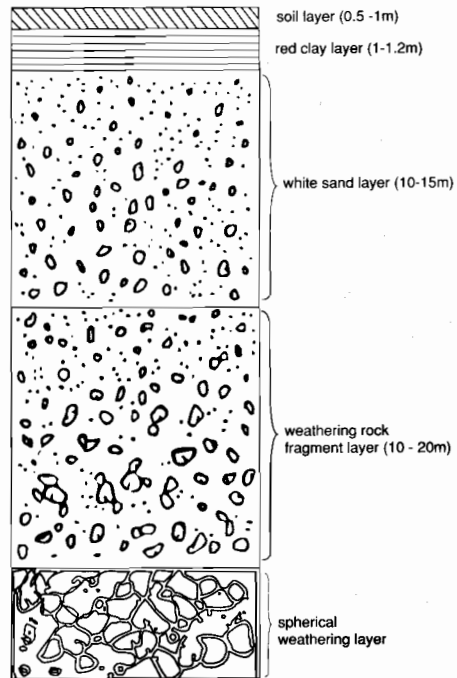 soil layer (0.5 -1m)
red clay layer (1-1.2m)
white sand layer (10-15m)
weathering rock
fragment layer (10 - 20m)
spherical
weathering layer